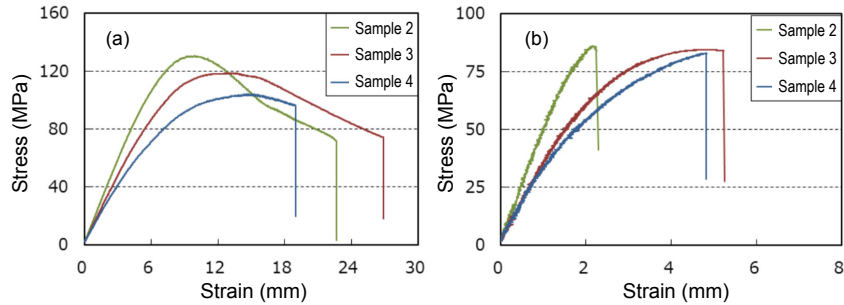 (a)
Stress (MPa)
160
120
80
40
0
0 6 12 18 24 30
Strain (mm)
Sample 2
Sample 3
Sample 4
(b)
Stress (MPa)
100
75
50
25
0
0 2 4 6 8
Strain (mm)
Sample 2
Sample 3
Sample 4